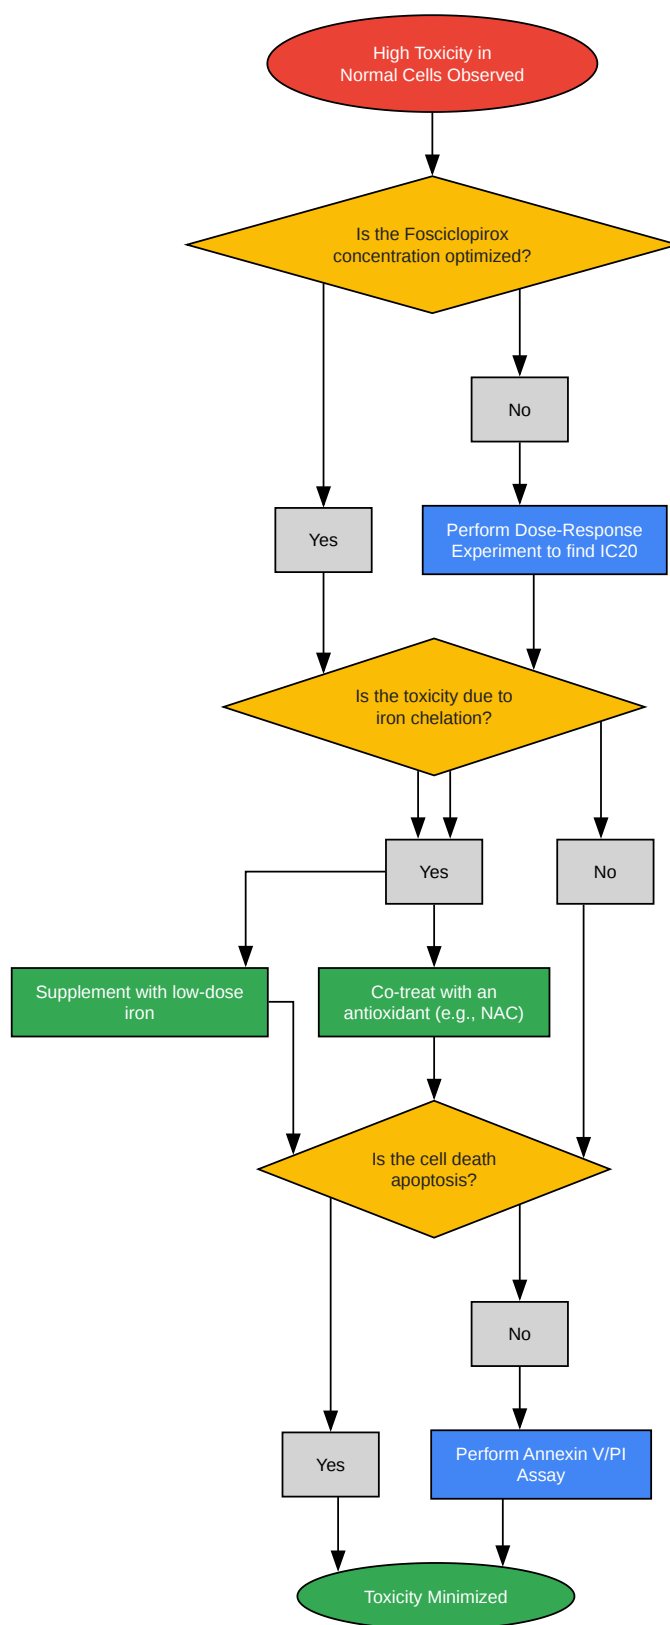 High Toxicity in
Normal Cells Observed
Is the Fosciclopirox
concentration optimized?
No
Yes
Perform Dose-Response
Experiment to find IC20
Is the toxicity due to
iron chelation?
Yes
No
Supplement with low-dose
iron
Co-treat with an
antioxidant (e.g., NAC)
Is the cell death
apoptosis?
No
Yes
Perform Annexin V/PI
Assay
Toxicity Minimized